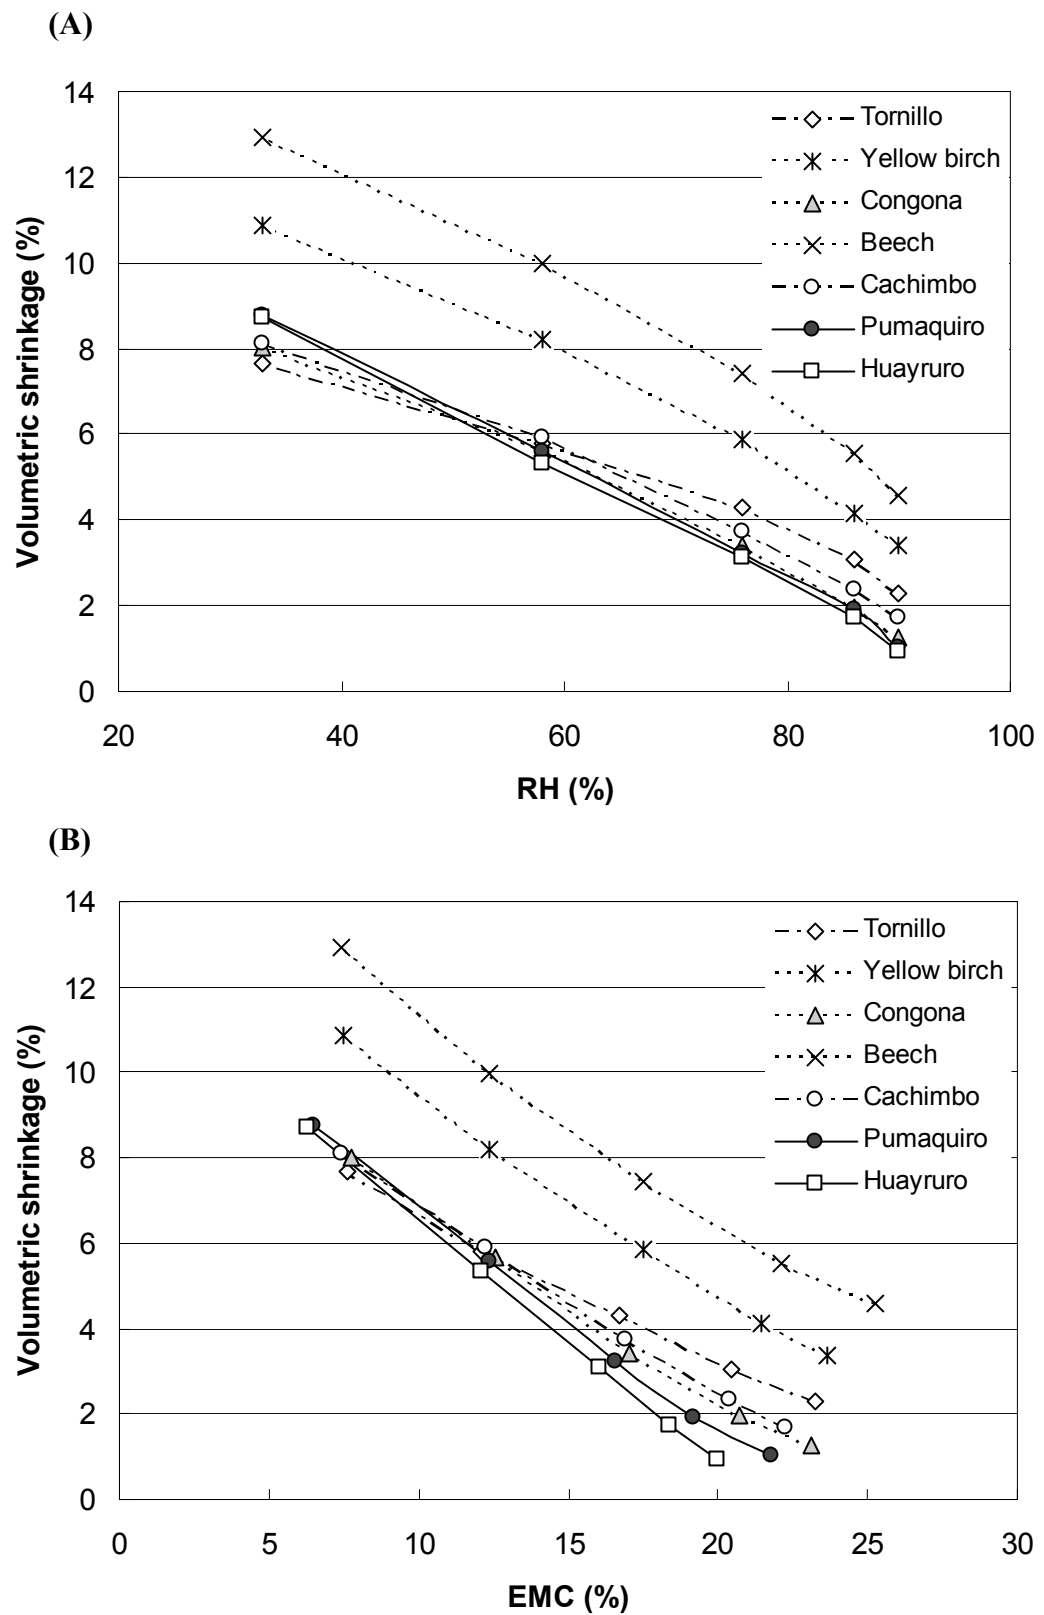 (A)
14
12
10
8
6
4
2
0
Volumetric shrinkage (%)
20
40
60
80
100
RH (%)
Tornillo
Yellow birch
Congona
Beech
Cachimbo
Pumaquiro
Huayruro
(B)
14
12
10
8
6
4
2
0
Volumetric shrinkage (%)
0
5
10
15
20
25
30
EMC (%)
Tornillo
Yellow birch
Congona
Beech
Cachimbo
Pumaquiro
Huayruro